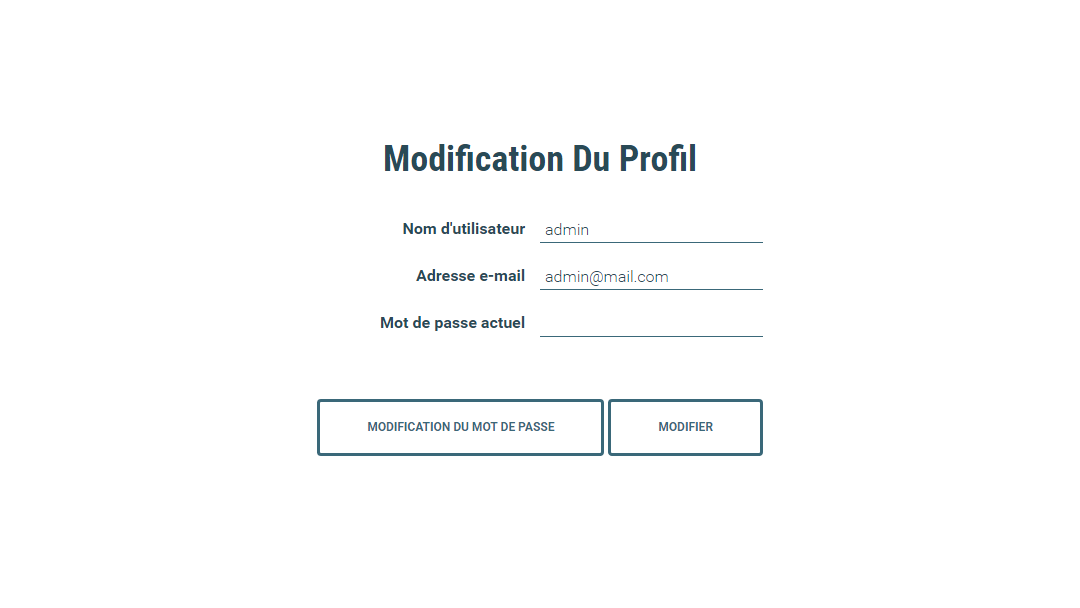 Modification Du Profil
Nom d'utilisateur admin
Adresse e-mail admin@mail.com
Mot de passe actuel
MODIFICATION DU MOT DE PASSE MODIFIER